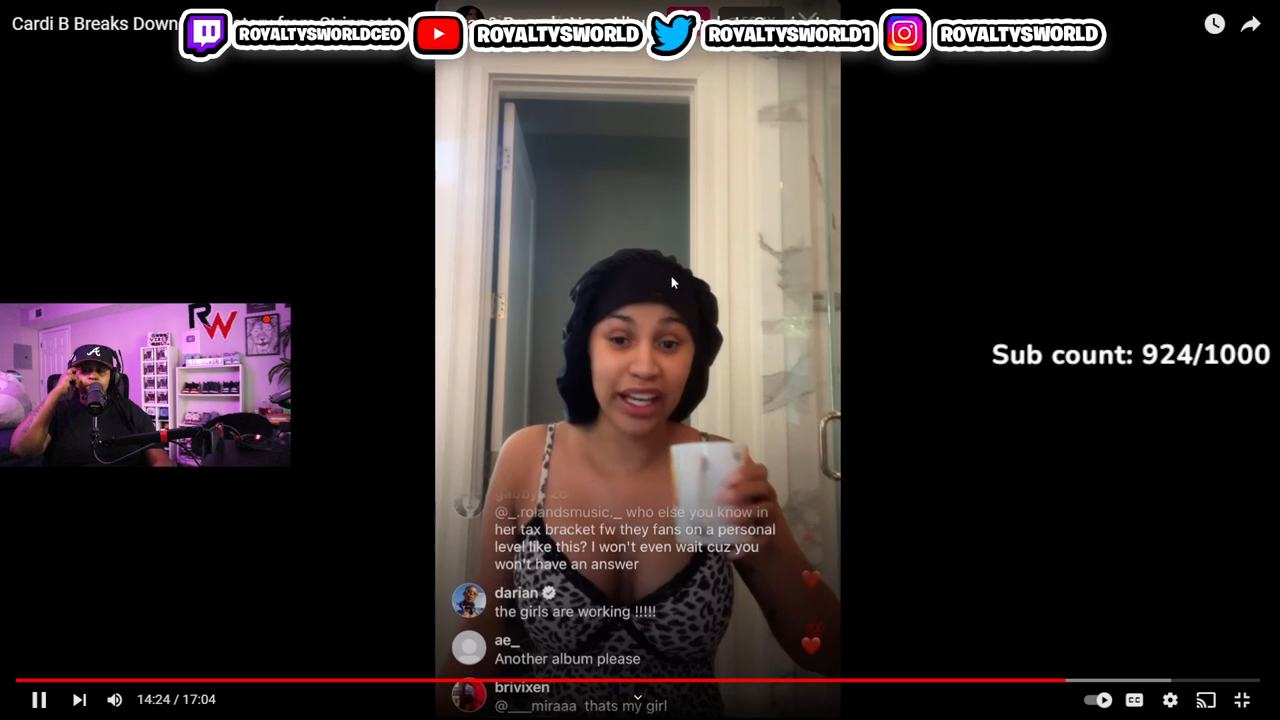 Cardi B Breaks Down
ROYALTYSWORLDCEO
ROYALTYSWORLD
ROYALTYSWORLD1
ROYALTYSWORLD
RW
A
Sub count: 924/1000
@_.rolandsmusic._ who else you know in
her tax bracket fw they fans on a personal
level like this? I won't even wait cuz you
won't have an answer
darian
the girls are working !!!!!
ae_
Another album please
brivixen
@___miraaa thats my girl
14:24 / 17:04
CC